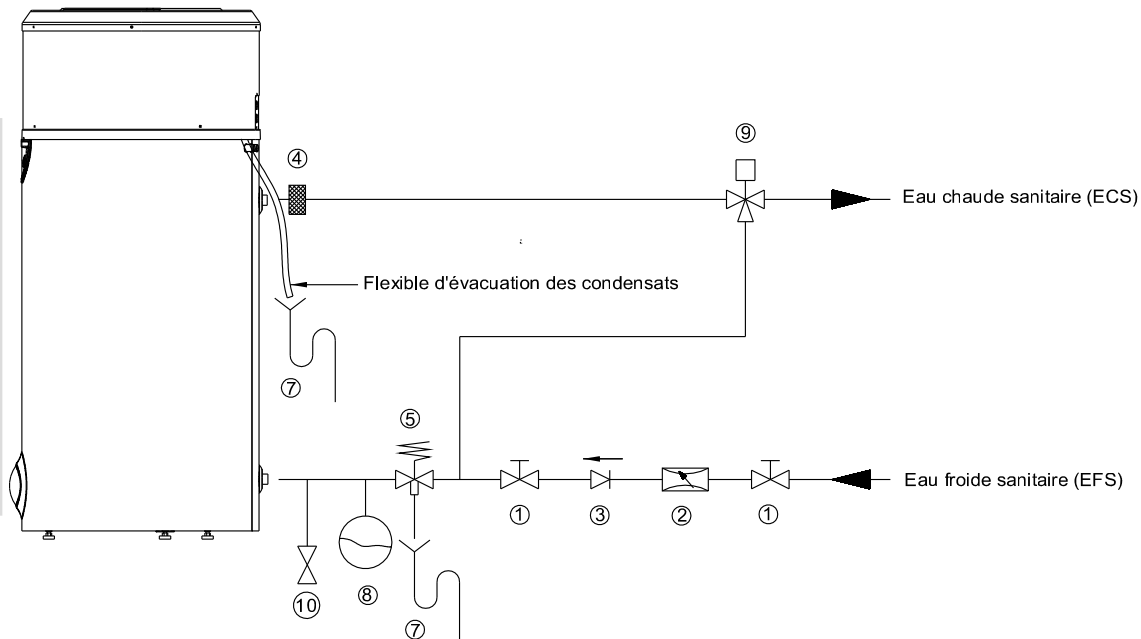 ⑨
④
Eau chaude sanitaire (ECS)
Flexible d'évacuation des condensats
⑦
⑤
Eau froide sanitaire (EFS)
① ③ ② ①
⑩ ⑧
⑦